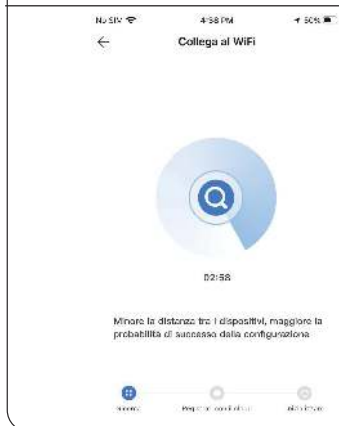 No SIM 4:58 PM 60%
Collega al WiFi
02:58
Minore la distanza tra i dispositivi, maggiore la
probabilità di successo della configurazione